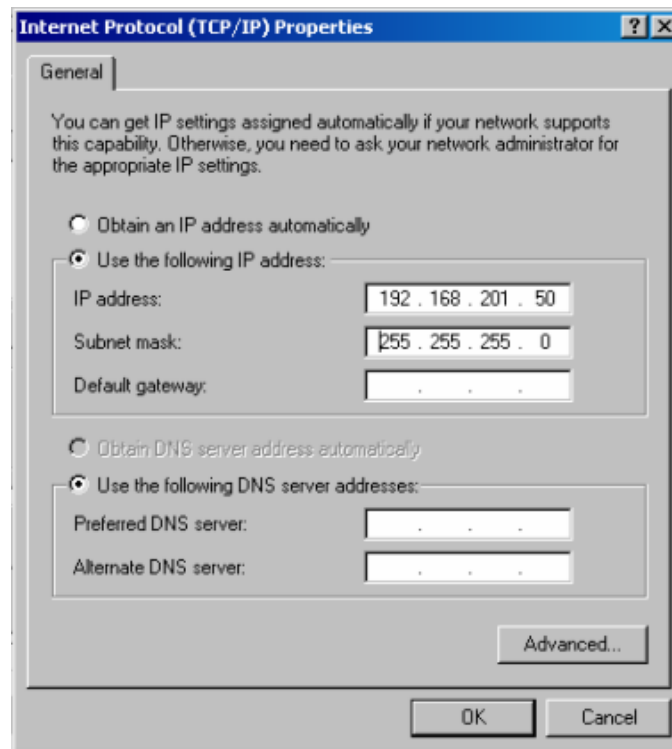 Internet Protocol (TCP/IP) Properties
General
You can get IP settings assigned automatically if your network supports
this capability. Otherwise, you need to ask your network administrator for
the appropriate IP settings.
Obtain an IP address automatically
Use the following IP address:
IP address: 192 . 168 . 201 . 50
Subnet mask: 255 . 255 . 255 . 0
Default gateway: . . .
Obtain DNS server address automatically
Use the following DNS server addresses:
Preferred DNS server: . . .
Alternate DNS server: . . .
Advanced...
OK Cancel